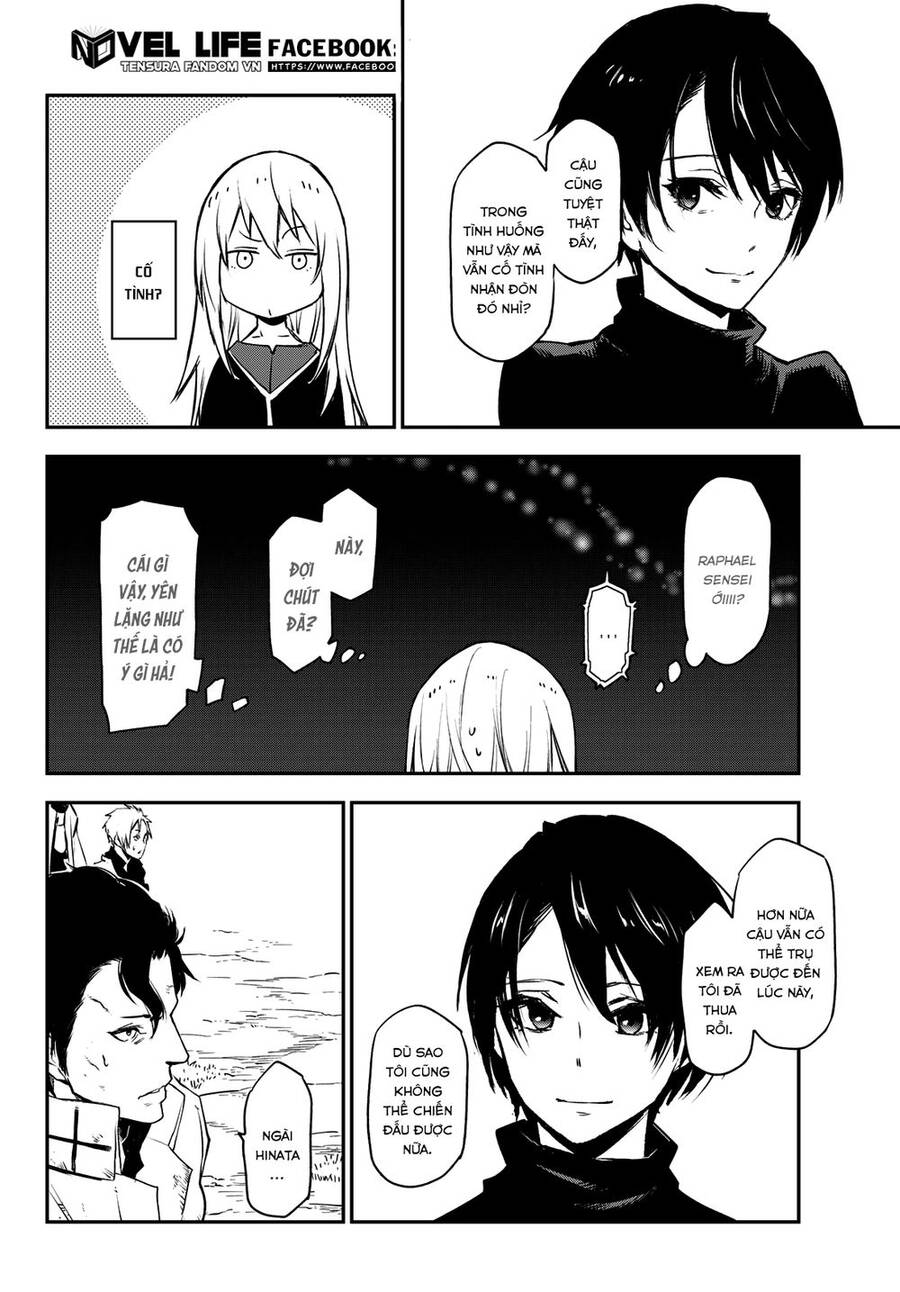 NOVEL LIFE FACEBOOK:
TENSURA FANDOM VN HTTPS://WWW.FACEBOO
CẬU
CŨNG
TUYỆT
THẬT
ĐẤY,
TRONG
TÌNH HUỐNG
NHƯ VẬY MÀ
VẪN CỐ TÌNH
NHẬN ĐÒN
ĐÓ NHỈ?
CỐ
TÌNH?
RAPHAEL
SENSEI
ƠIIII?
...
NÀY,
ĐỢI
CHÚT
ĐÃ?
CÁI GÌ
VẬY, YÊN
LẶNG NHƯ
THẾ LÀ CÓ
Ý GÌ HẢ!
HƠN NỮA
CẬU VẪN CÓ
THỂ TRỤ
ĐƯỢC ĐẾN
LÚC NÀY,
XEM RA
TÔI ĐÃ
THUA
RỒI.
DÙ SAO
TÔI CŨNG
KHÔNG
THỂ CHIẾN
ĐẤU ĐƯỢC
NỮA.
NGÀI
HINATA
...